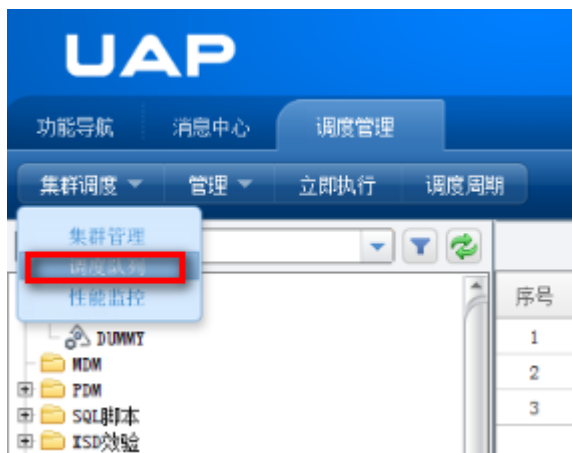 UAP
功能导航 消息中心 调度管理
集群调度 管理 立即执行 调度周期
集群管理
调度队列
性能监控
序号
DUMMY 1
MDM 2
PDM
SQL脚本 3
XSD效验